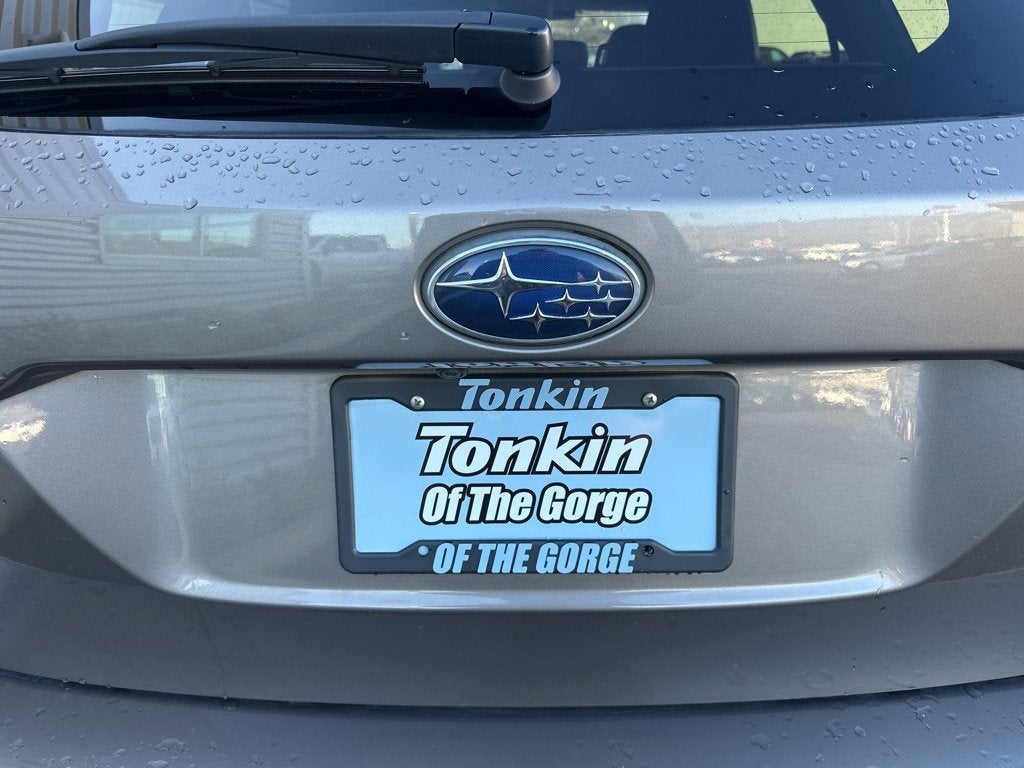 Tonkin
Tonkin
Of The Gorge
OF THE GORGE